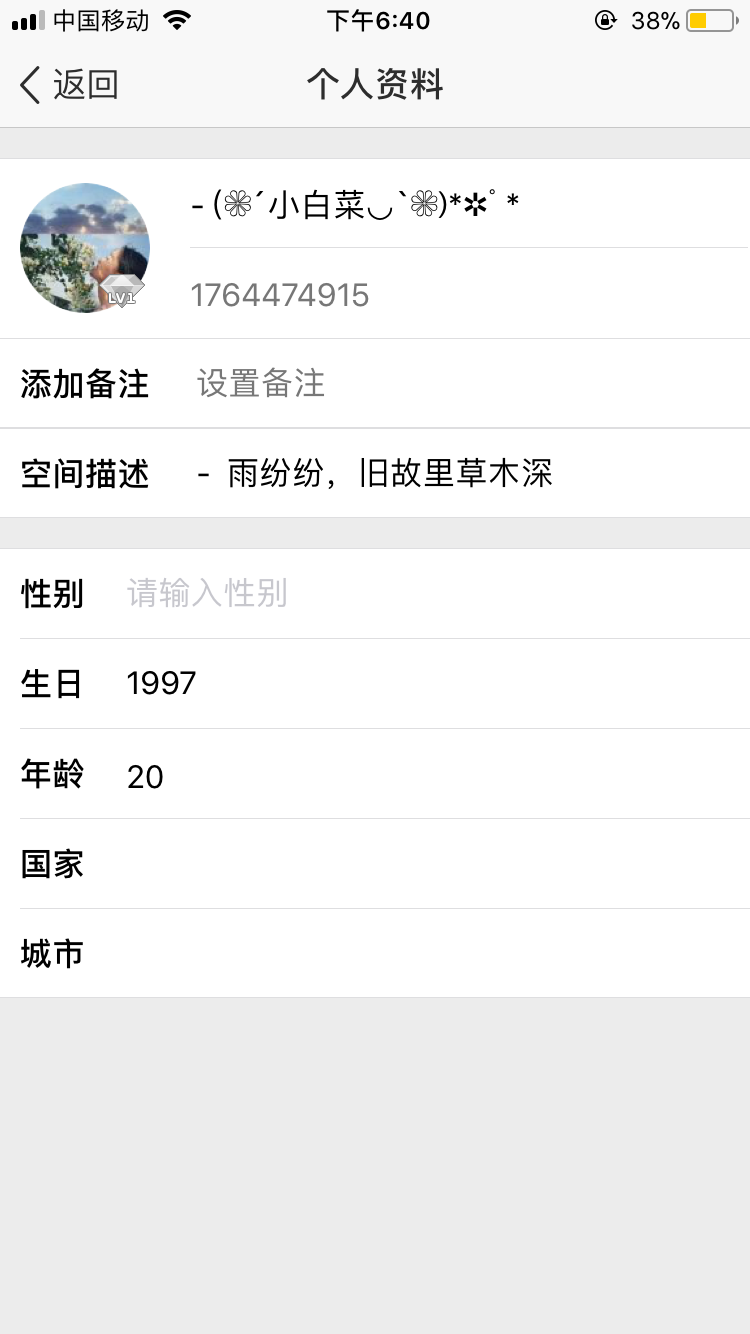 中国移动 下午6:40 38%
返回 个人资料
- (❀´小白菜◡`❀)*✲ﾟ*
LV1
1764474915
添加备注 设置备注
空间描述 - 雨纷纷，旧故里草木深
性别 请输入性别
生日 1997
年龄 20
国家
城市